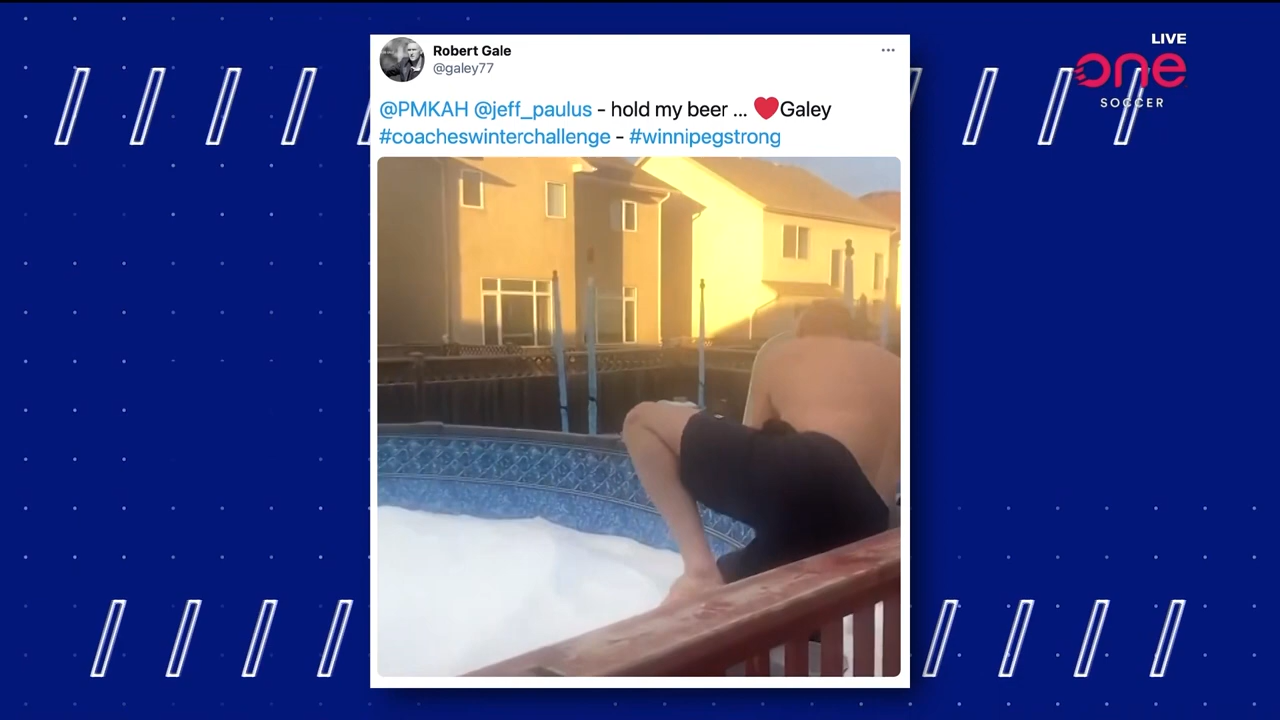 Robert Gale
@galey77
LIVE
one
SOCCER
@PMKAH @jeff_paulus - hold my beer ... ❤️Galey
#coacheswinterchallenge - #winnipegstrong